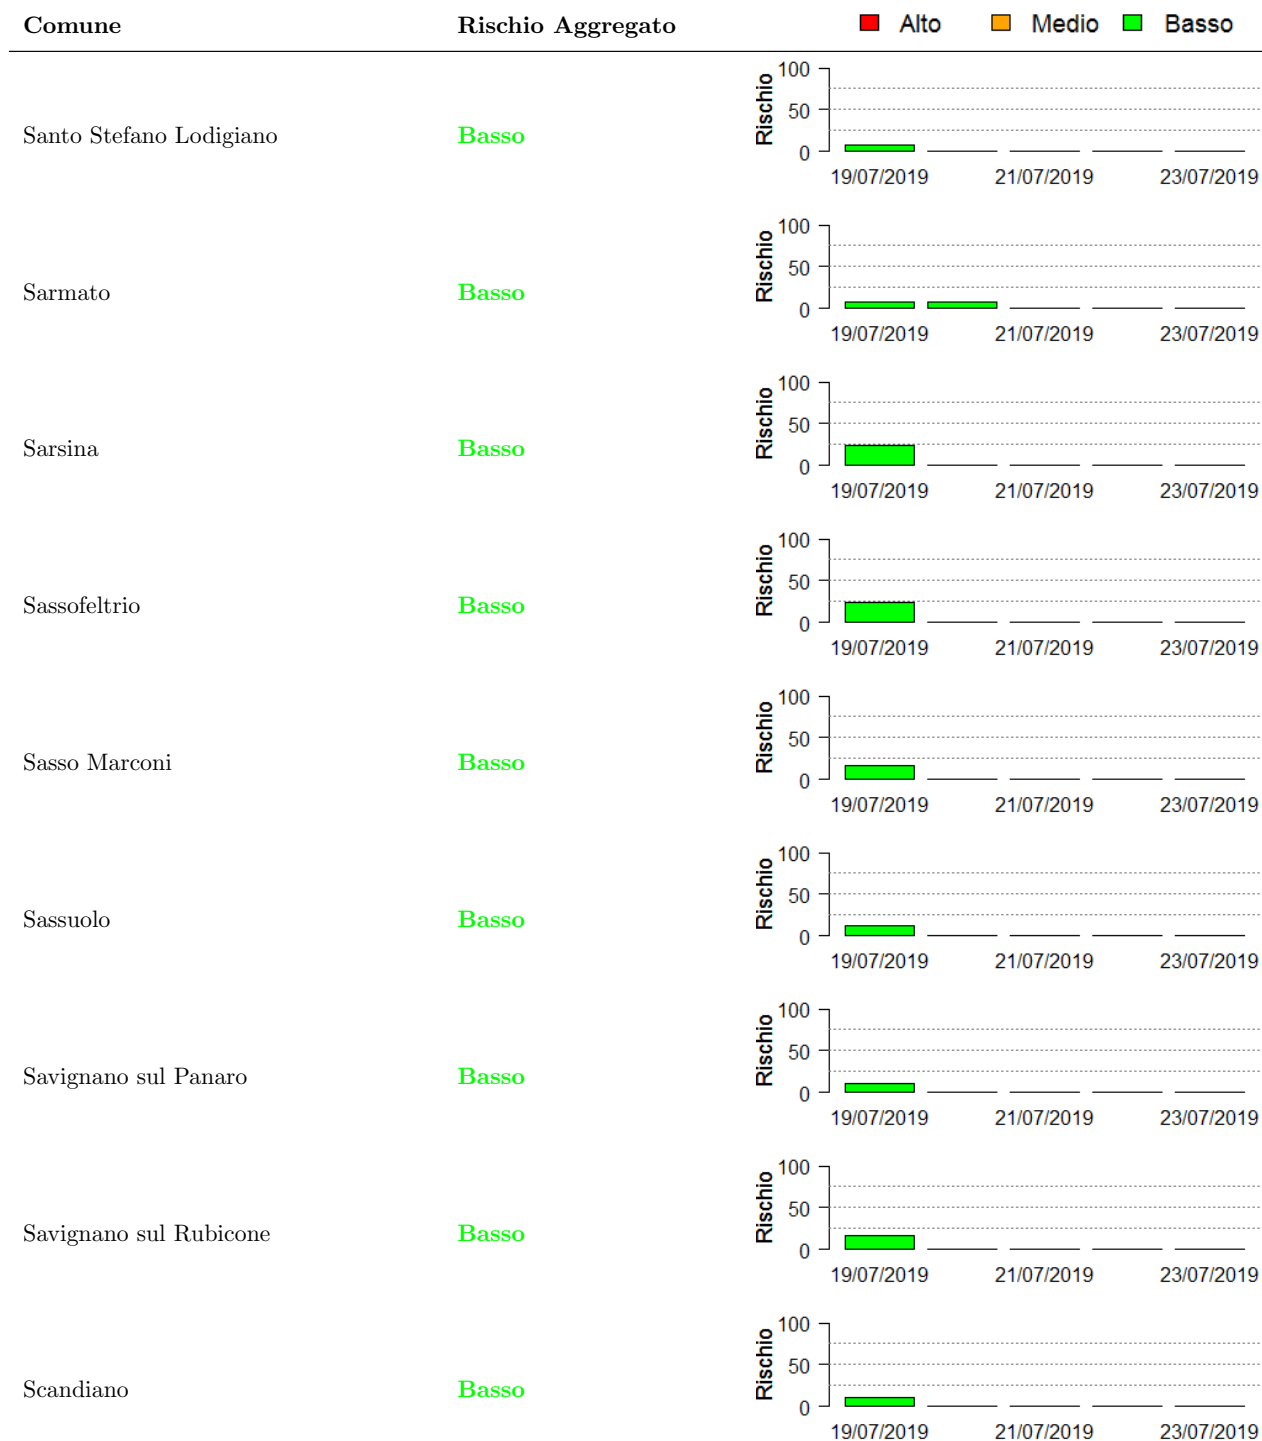 Comune Rischio Aggregato Alto Medio Basso
100
50
0
Rischio
Santo Stefano Lodigiano Basso
19/07/2019 21/07/2019 23/07/2019
100
50
0
Rischio
Sarmato Basso
19/07/2019 21/07/2019 23/07/2019
100
50
0
Rischio
Sarsina Basso
19/07/2019 21/07/2019 23/07/2019
100
50
0
Rischio
Sassofeltrio Basso
19/07/2019 21/07/2019 23/07/2019
100
50
0
Rischio
Sasso Marconi Basso
19/07/2019 21/07/2019 23/07/2019
100
50
0
Rischio
Sassuolo Basso
19/07/2019 21/07/2019 23/07/2019
100
50
0
Rischio
Savignano sul Panaro Basso
19/07/2019 21/07/2019 23/07/2019
100
50
0
Rischio
Savignano sul Rubicone Basso
19/07/2019 21/07/2019 23/07/2019
100
50
0
Rischio
Scandiano Basso
19/07/2019 21/07/2019 23/07/2019